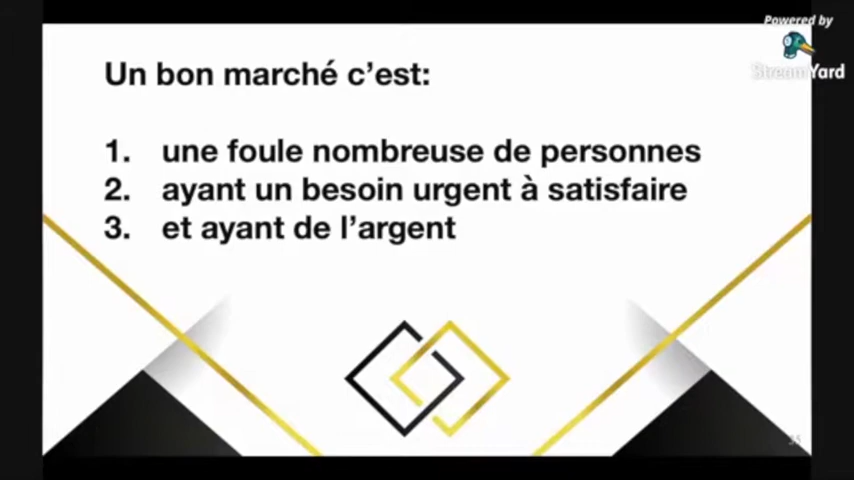 Powered by
StreamYard
Un bon marché c’est:
1. une foule nombreuse de personnes
2. ayant un besoin urgent à satisfaire
3. et ayant de l’argent